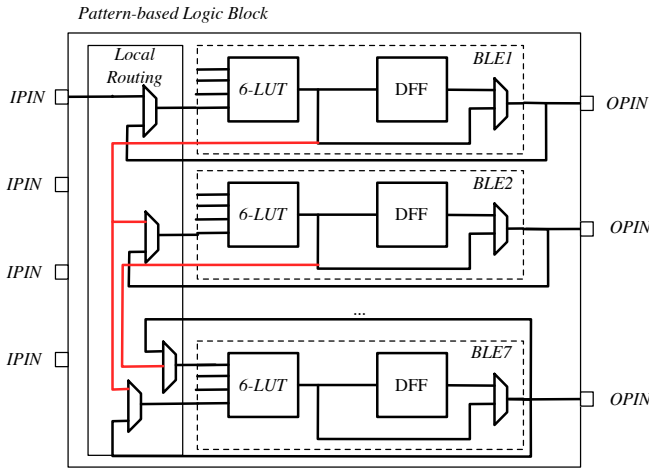 Pattern-based Logic Block
Local
Routing
BLE1
6-LUT
DFF
IPIN
OPIN
IPIN
BLE2
6-LUT
DFF
OPIN
IPIN
...
IPIN
BLE7
6-LUT
DFF
OPIN